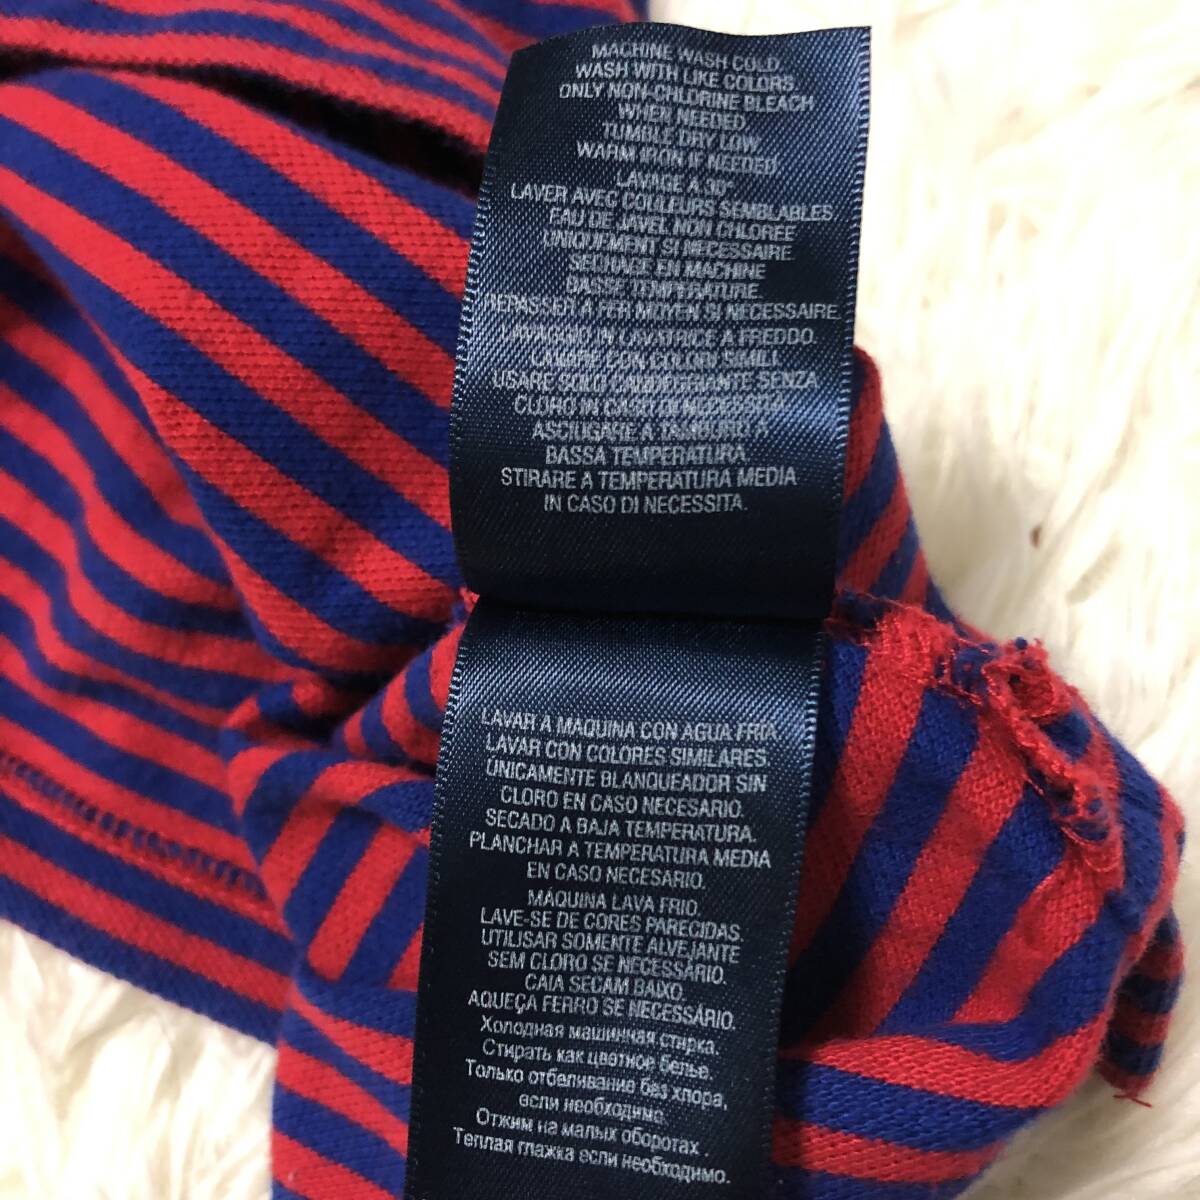 MACHINE WASH COLD.
WASH WITH LIKE COLORS.
ONLY NON-CHLORINE BLEACH
WHEN NEEDED.
TUMBLE DRY LOW.
WARM IRON IF NEEDED.
LAVAGE A 30°
LAVER AVEC COULEURS SEMBLABLES.
EAU DE JAVEL NON CHLOREE
UNIQUEMENT SI NECESSAIRE.
SECHAGE EN MACHINE
BASSE TEMPERATURE.
REPASSER A FER MOYEN SI NECESSAIRE.
LAVAGGIO IN LAVATRICE A FREDDO.
LAVARE CON COLORI SIMILI.
USARE SOLO CANDEGGIANTE SENZA
CLORO IN CASO DI NECESSITA.
ASCIUGARE A TAMBURO A
BASSA TEMPERATURA.
STIRARE A TEMPERATURA MEDIA
IN CASO DI NECESSITA.
LAVAR A MAQUINA CON AGUA FRIA.
LAVAR CON COLORES SIMILARES.
ÚNICAMENTE BLANQUEADOR SIN
CLORO EN CASO NECESARIO.
SECADO A BAJA TEMPERATURA.
PLANCHAR A TEMPERATURA MEDIA
EN CASO NECESARIO.
MÁQUINA LAVA FRIO.
LAVE-SE DE CORES PARECIDAS.
UTILISAR SOMENTE ALVEJANTE
SEM CLORO SE NECESSÁRIO.
CAIA SECAM BAIXO.
AQUEÇA FERRO SE NECESSÁRIO.
Холодная машинная стирка.
Стирать как цветное белье.
Только отбеливание без хлора,
если необходимо.
Отжим на малых оборотах .
Теплая глажка если необходимо.